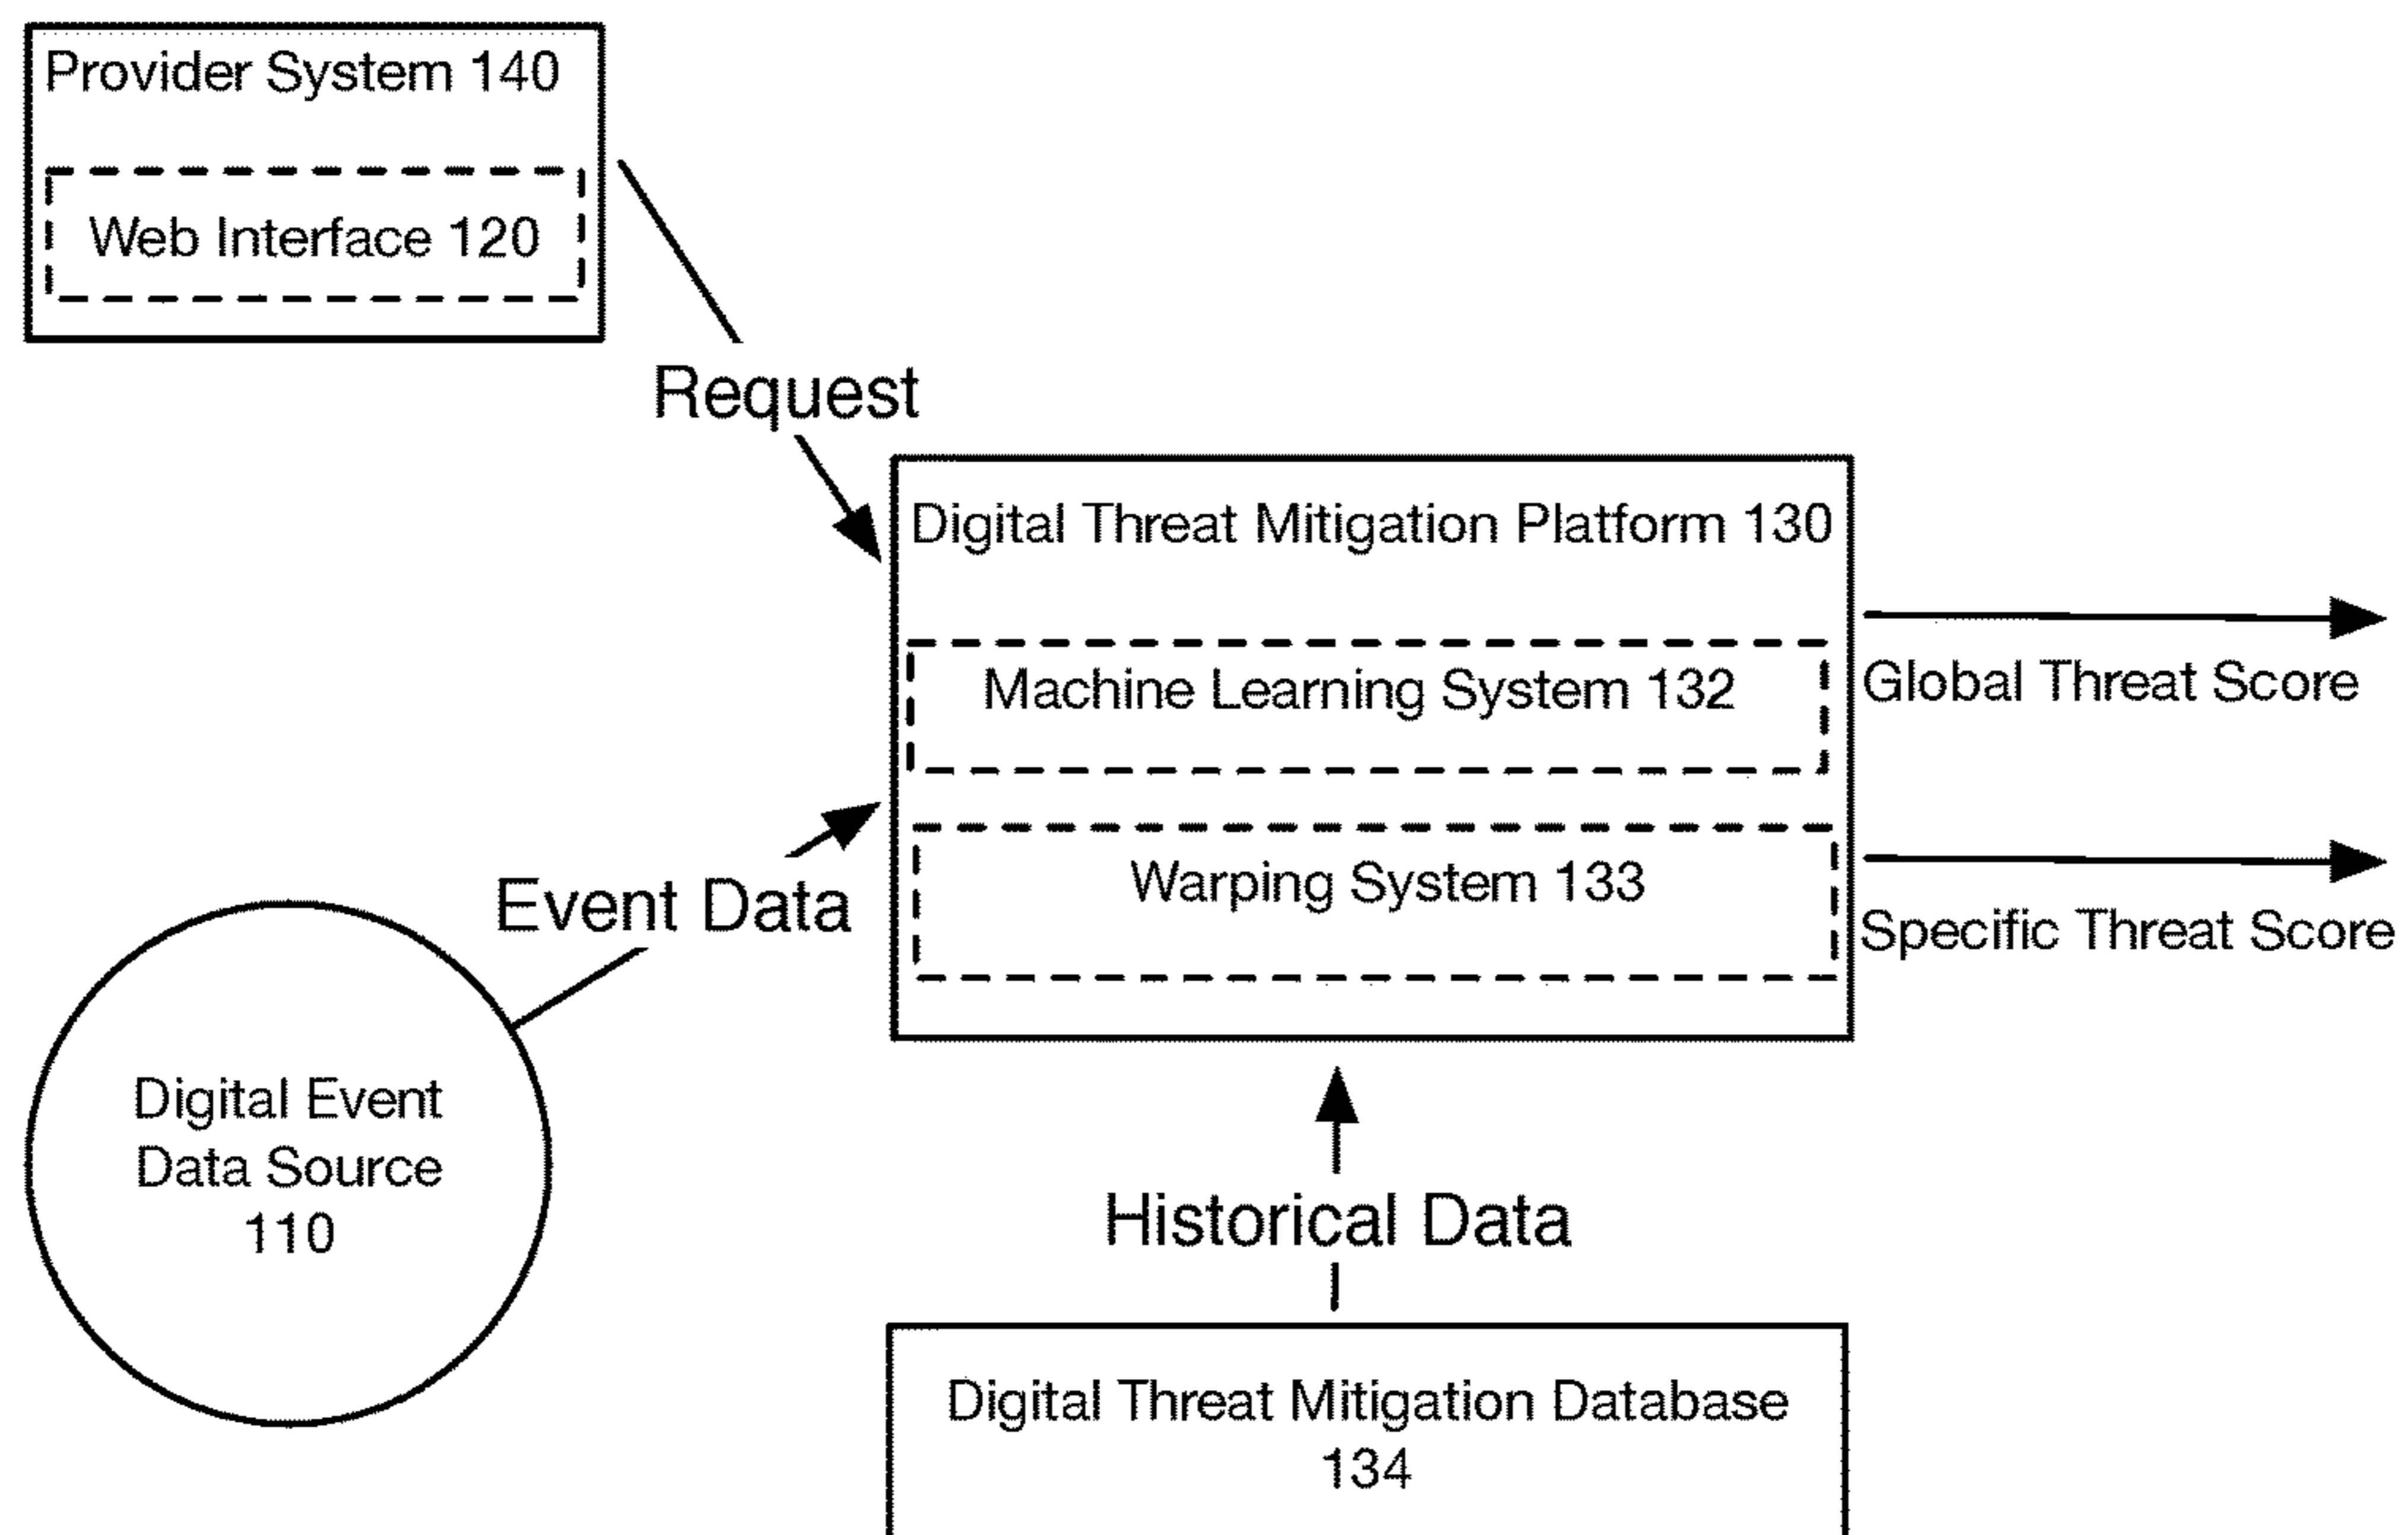 Provider System 140
Web Interface 120
Request
Digital Threat Mitigation Platform 130
Machine Learning System 132
Global Threat Score
Warping System 133
Specific Threat Score
Event Data
Digital Event
Data Source
110
Historical Data
Digital Threat Mitigation Database
134